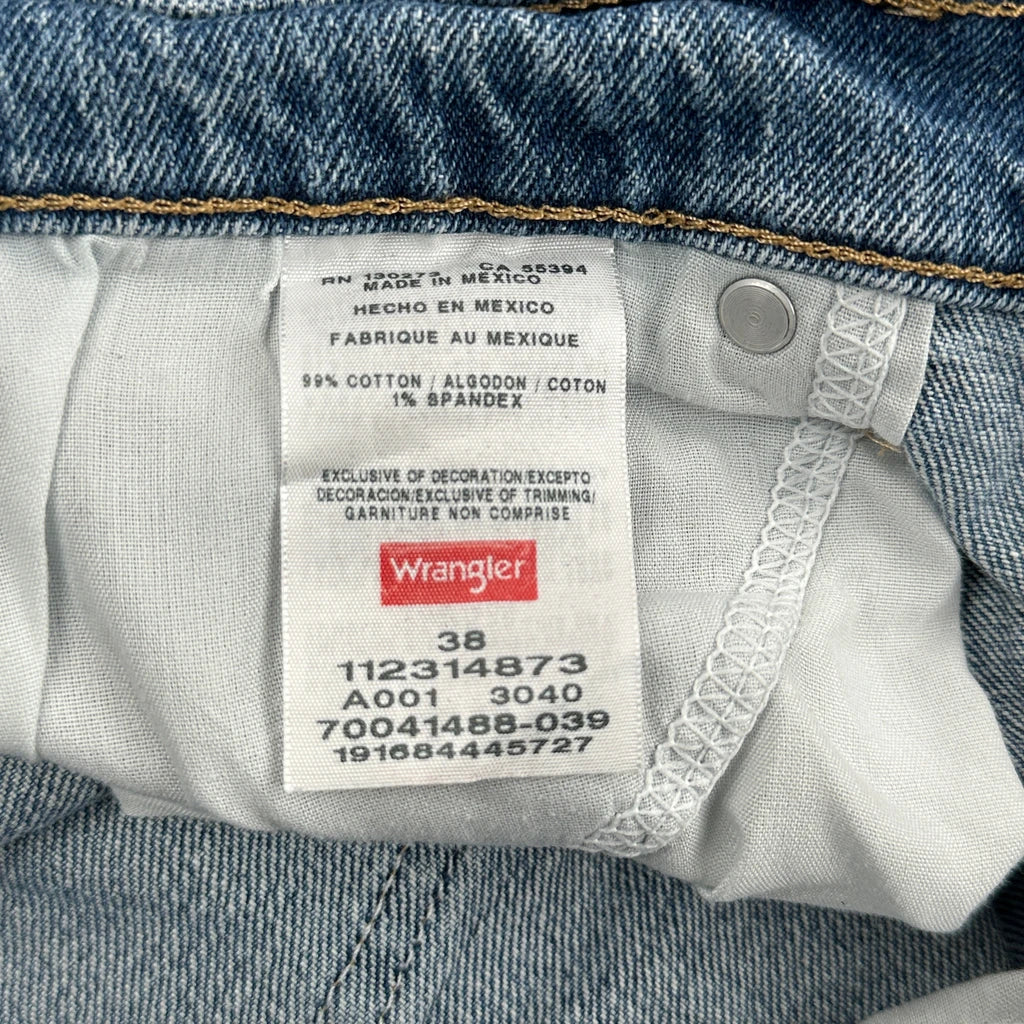 RN 130273 CA 55394
MADE IN MEXICO
HECHO EN MEXICO
FABRIQUE AU MEXIQUE
99% COTTON / ALGODON / COTON
1% SPANDEX
EXCLUSIVE OF DECORATION/EXCEPTO
DECORACION/EXCLUSIVE OF TRIMMING/
GARNITURE NON COMPRISE
Wrangler
38
112314873
A001 3040
70041488-039
191684445727